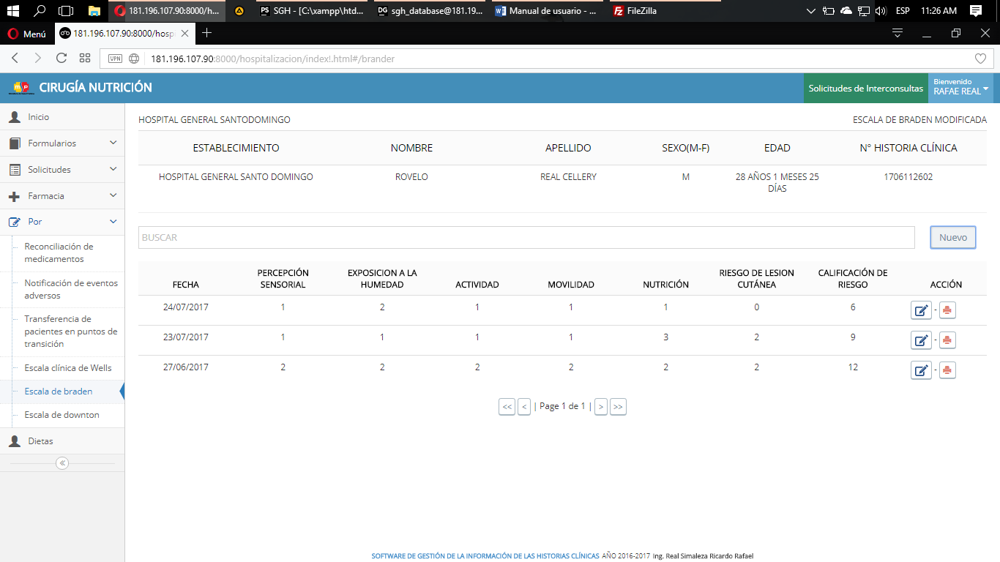 181.196.107.90:8000/ho...
SGH - [C:\xampp\htd...
sgh_database@181.19...
Manual de usuario - ...
FileZilla
ESP
11:26 AM
Menú
181.196.107.90:8000/hosp
VPN
181.196.107.90:8000/hospitalizacion/index!.html#/brander
CIRUGÍA NUTRICIÓN
Solicitudes de Interconsultas
Bienvenido
RAFAE REAL
Inicio
Formularios
Solicitudes
Farmacia
Por
Reconciliación de
medicamentos
Notificación de eventos
adversos
Transferencia de
pacientes en puntos de
transición
Escala clínica de Wells
Escala de braden
Escala de downton
Dietas
HOSPITAL GENERAL SANTODOMINGO
ESCALA DE BRADEN MODIFICADA
ESTABLECIMIENTO NOMBRE APELLIDO SEXO(M-F) EDAD N° HISTORIA CLÍNICA
HOSPITAL GENERAL SANTO DOMINGO ROVELO REAL CELLERY M 28 AÑOS 1 MESES 25 1706112602
DÍAS
BUSCAR
Nuevo
PERCEPCIÓN EXPOSICION A LA RIESGO DE LESION CALIFICACIÓN DE
FECHA SENSORIAL HUMEDAD ACTIVIDAD MOVILIDAD NUTRICIÓN CUTÁNEA RIESGO ACCIÓN
24/07/2017 1 2 1 1 1 0 6 -
23/07/2017 1 1 1 1 3 2 9 -
27/06/2017 2 2 2 2 2 2 12 -
<< < | Page 1 de 1 | > >>
SOFTWARE DE GESTIÓN DE LA INFORMACIÓN DE LAS HISTORIAS CLÍNICAS AÑO 2016-2017 Ing. Real Simaleza Ricardo Rafael